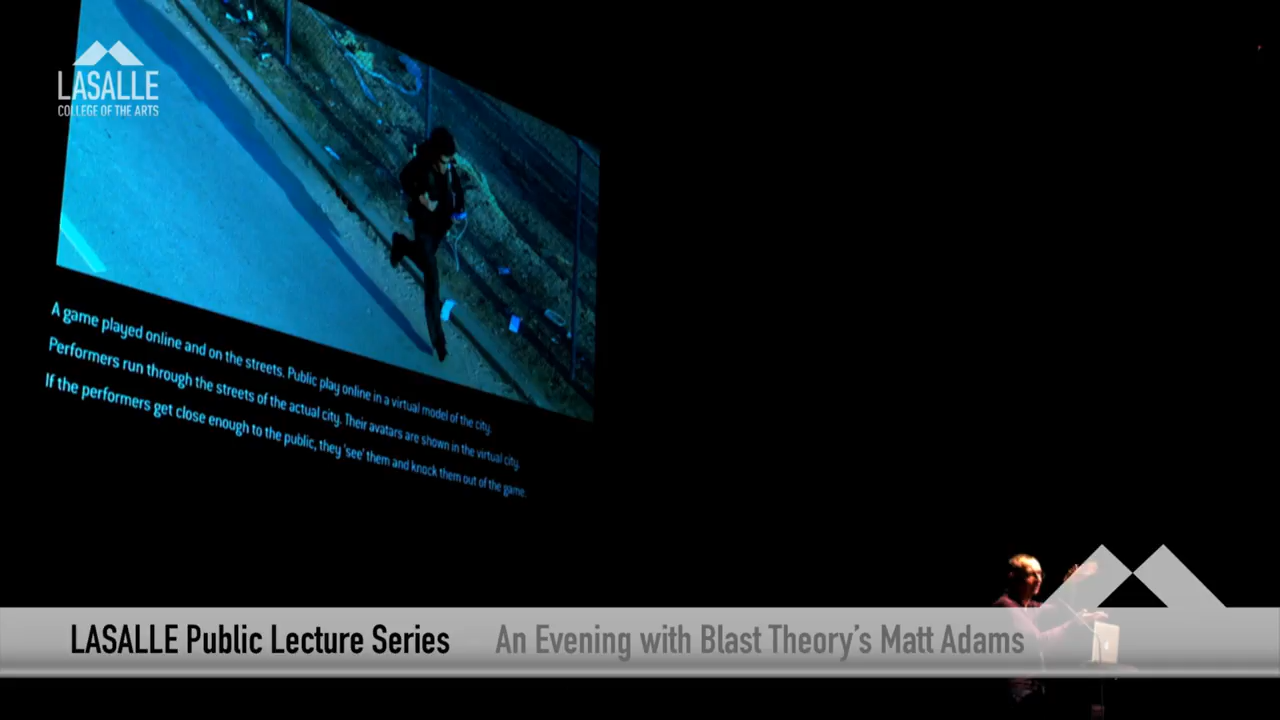 LASALLE
COLLEGE OF THE ARTS
A game played online and on the streets. Public play online in a virtual model of the city.
Performers run through the streets of the actual city. Their avatars are shown in the virtual city.
If the performers get close enough to the public, they 'see' them and knock them out of the game.
LASALLE Public Lecture Series An Evening with Blast Theory's Matt Adams